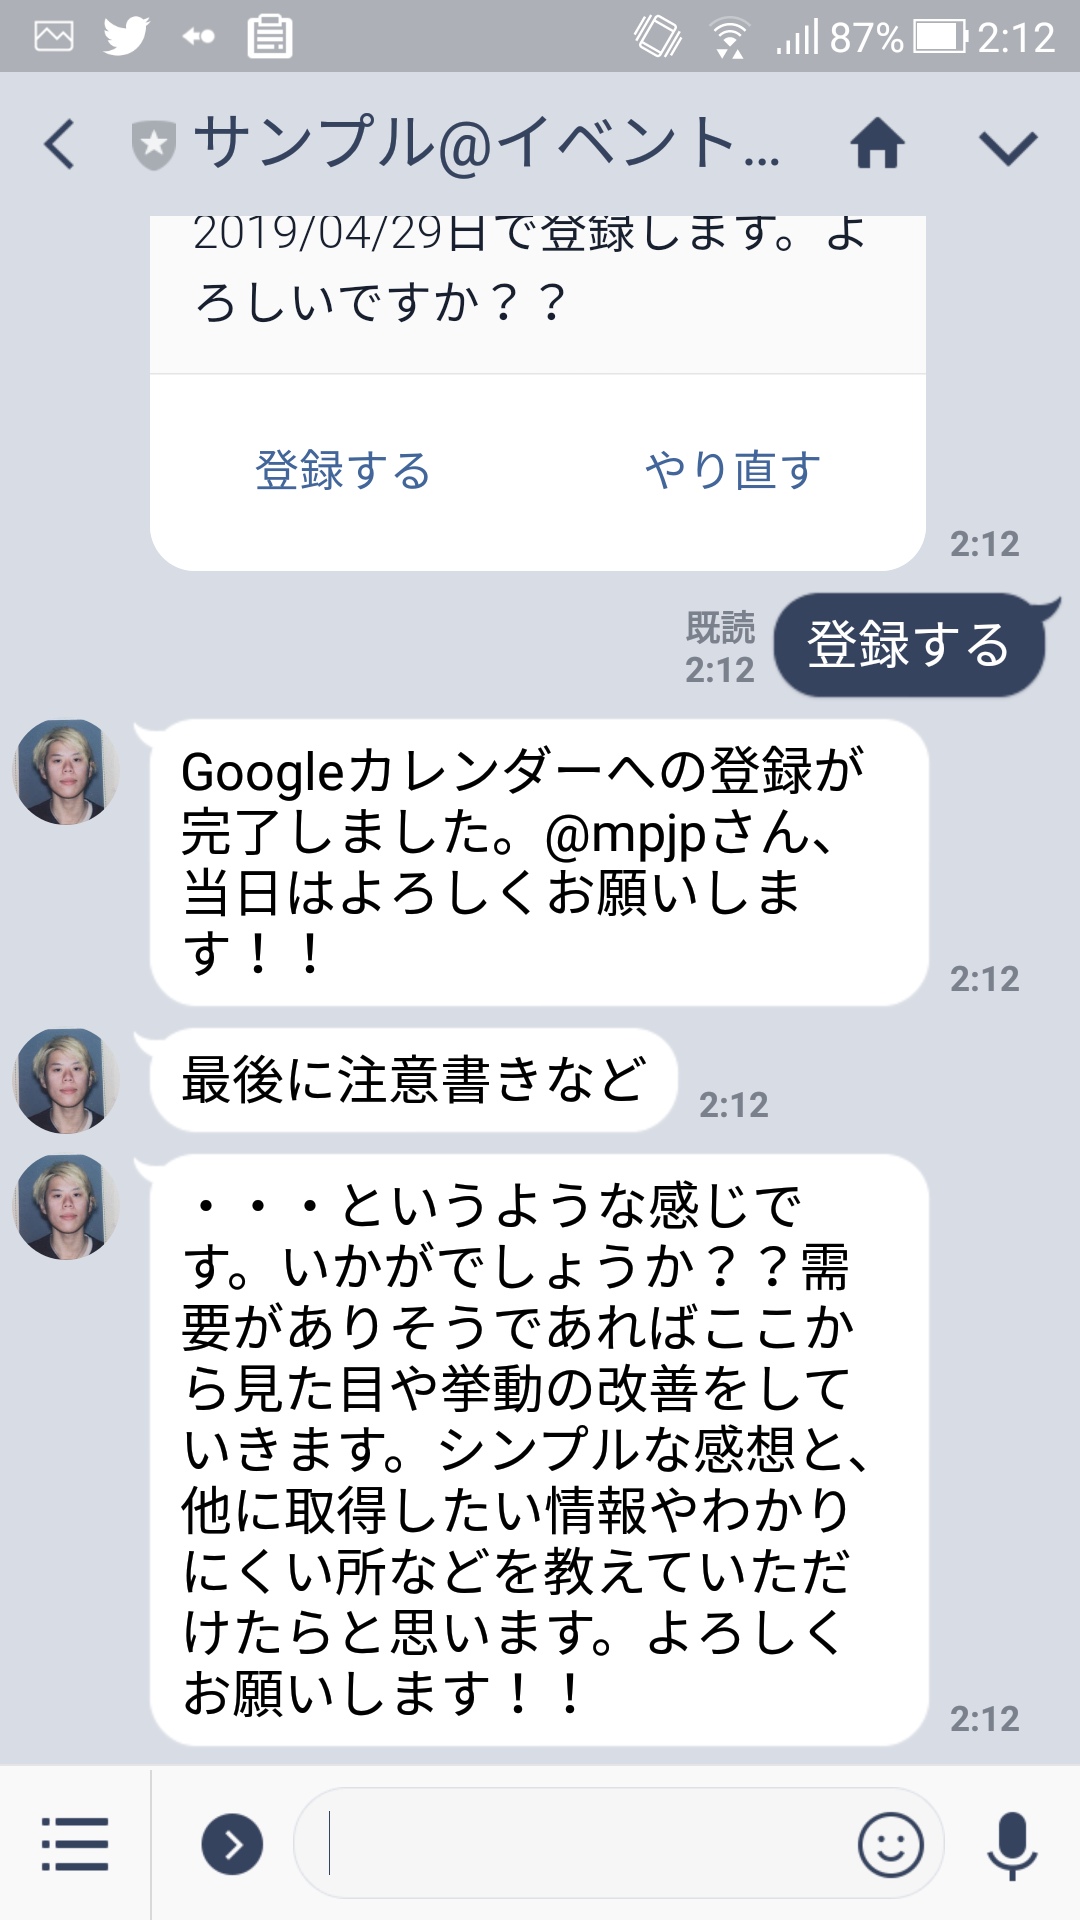 87% 2:12
サンプル@イベント...
2019/04/29日で登録します。よ
ろしいですか？？
登録する やり直す
2:12
既読
2:12
登録する
Googleカレンダーへの登録が
完了しました。@mpjpさん、
当日はよろしくお願いしま
す！！
2:12
最後に注意書きなど
2:12
・・・というような感じで
す。いかがでしょうか？？需
要がありそうであればここか
ら見た目や挙動の改善をして
いきます。シンプルな感想と、
他に取得したい情報やわかり
にくい所などを教えていただ
けたらと思います。よろしく
お願いします！！
2:12